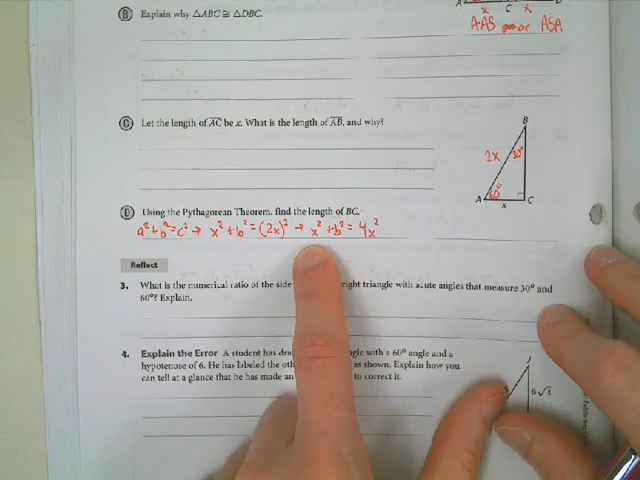 A x C x D
AAS or ASA
B Explain why △ABC ≅ △DBC.
C Let the length of AC be x. What is the length of AB, and why?
B
2x 30°
60°
A x C
D Using the Pythagorean Theorem, find the length of BC.
a² + b² = c² → x² + b² = (2x)² → x² + b² = 4x²
Reflect
3. What is the numerical ratio of the side right triangle with acute angles that measure 30° and
60°? Explain.
4. Explain the Error A student has dra angle with a 60° angle and a
hypotenuse of 6. He has labeled the oth as shown. Explain how you
can tell at a glance that he has made an to correct it.
6√3